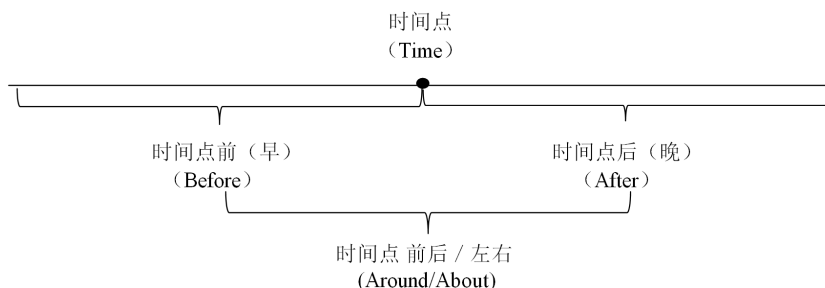 时间点
（Time）
时间点前（早）
（Before）
时间点后（晚）
（After）
时间点 前后 / 左右
(Around/About)